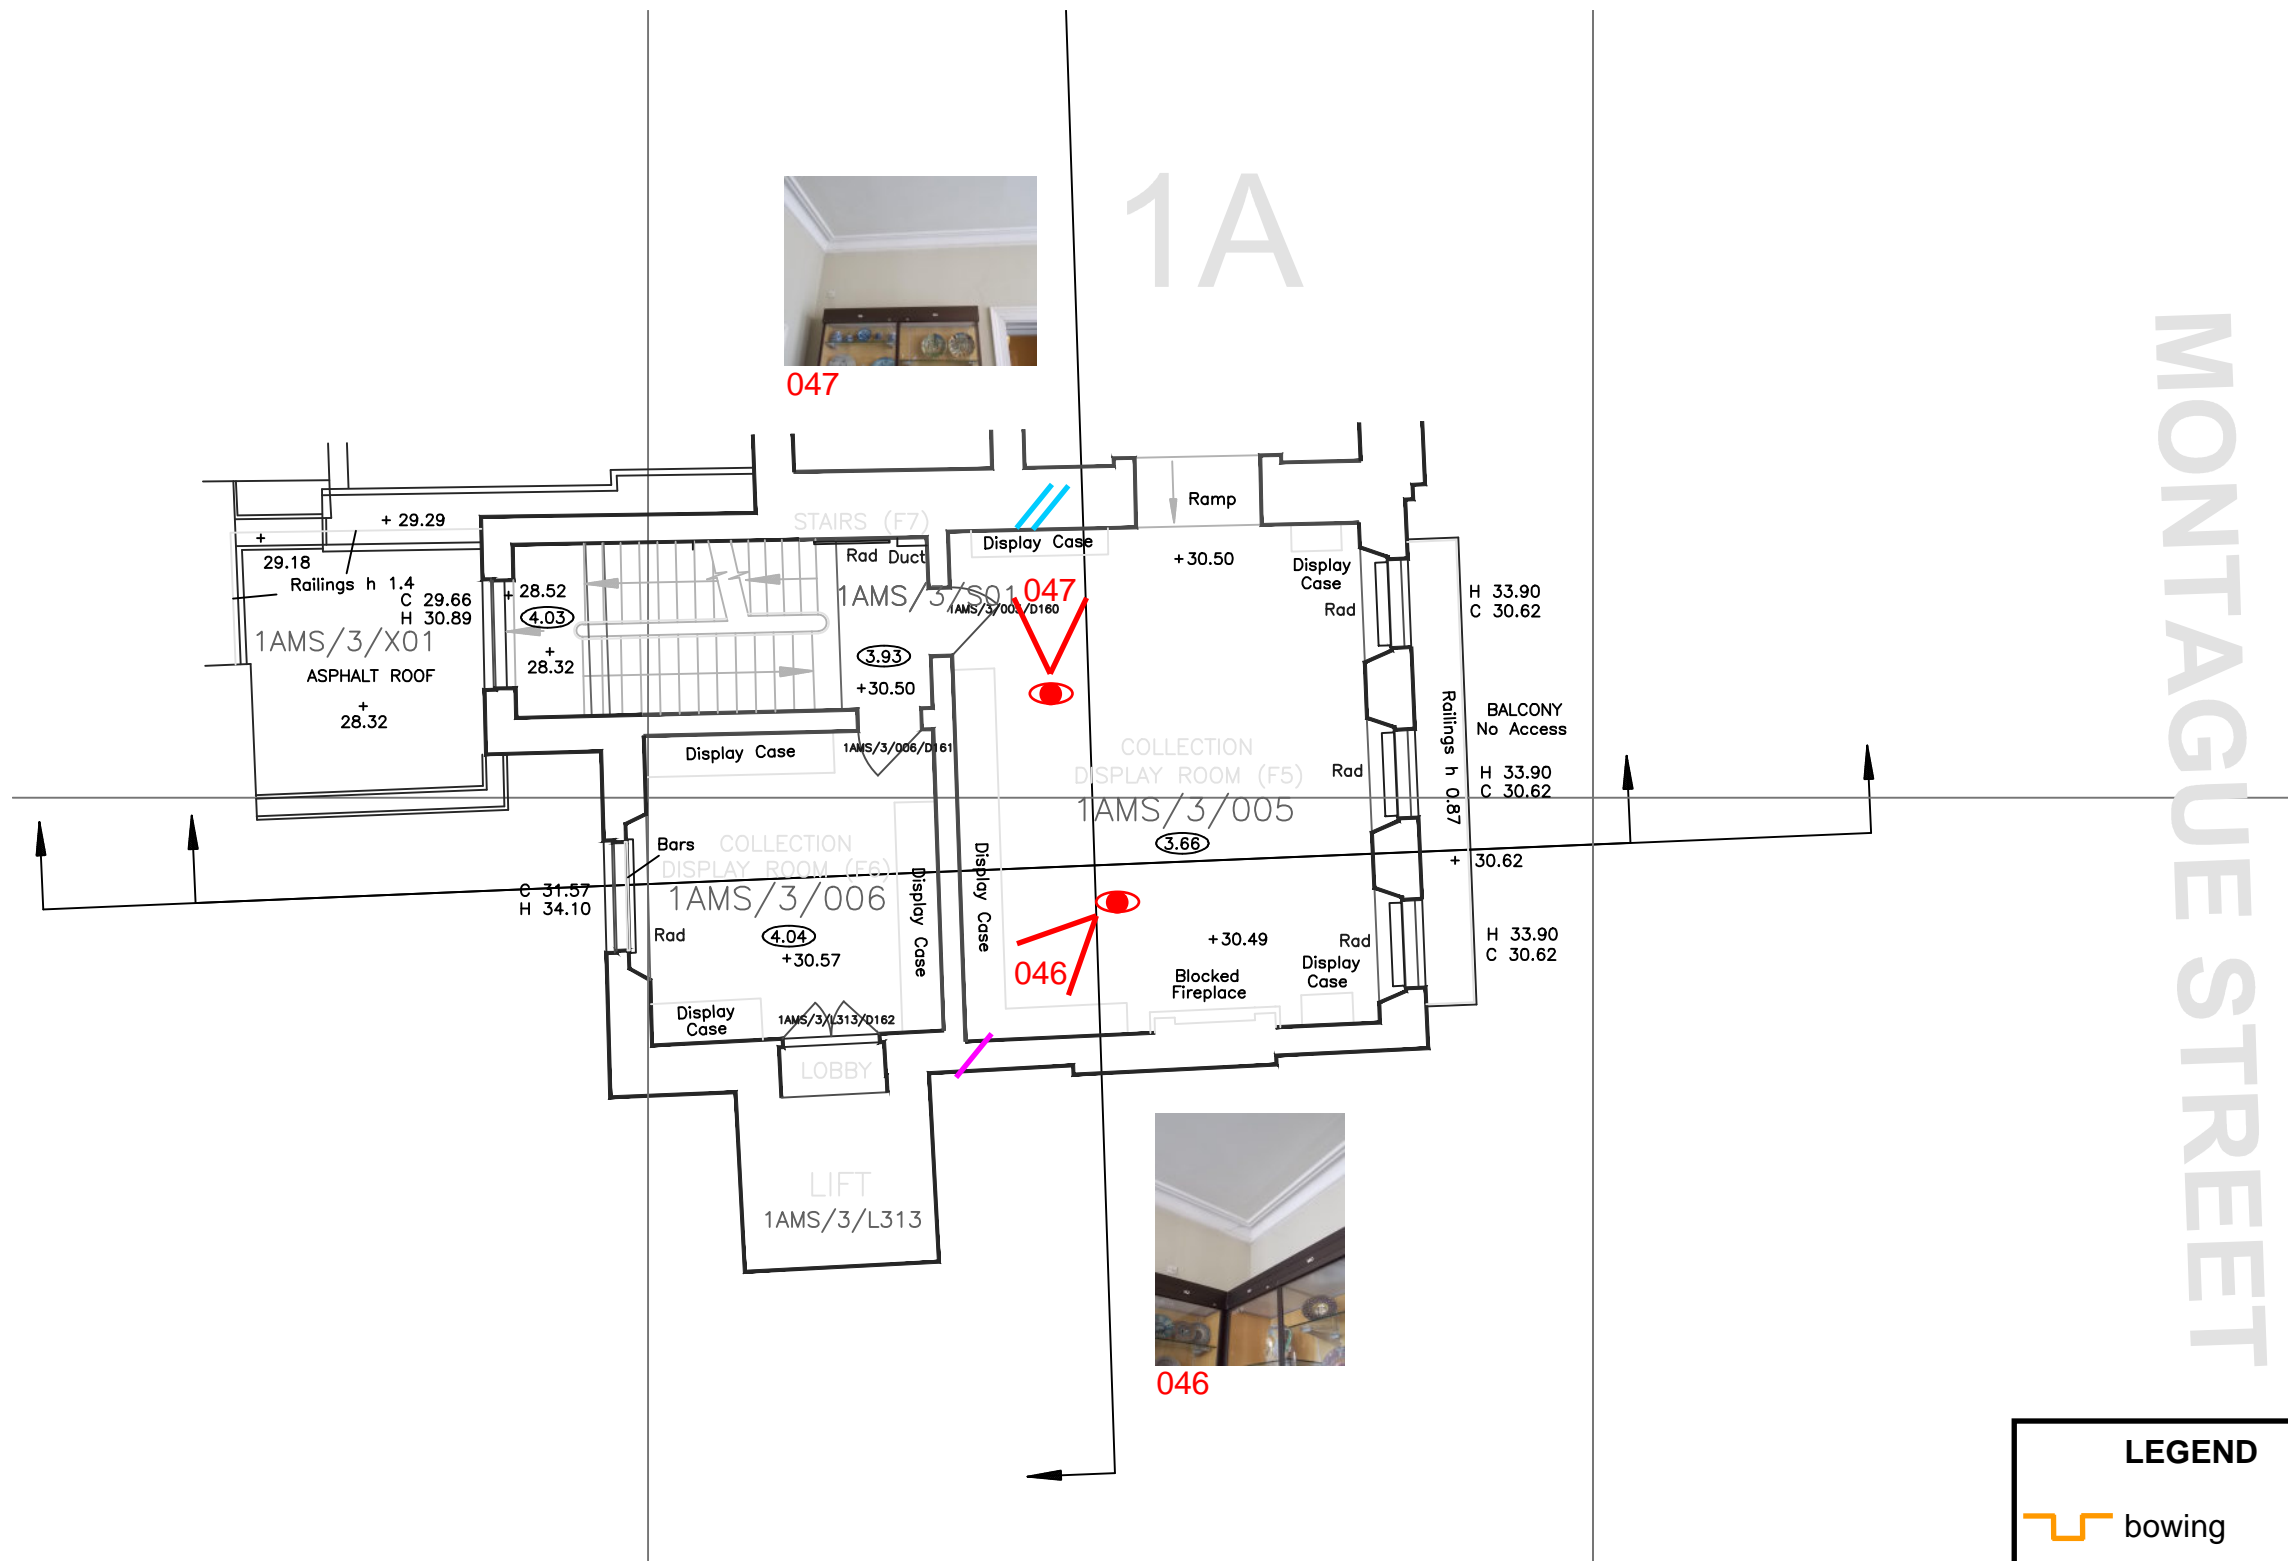 1A
MONTAGUE STREET
047
STAIRS (F7)
Ramp
+ 29.29
+
29.18
Railings h 1.4
C 29.66
H 30.89
1AMS/3/X01
ASPHALT ROOF
+
28.32
+ 28.52
4.03
+
28.32
Rad Duct
1AMS/3/S01
1AMS/3/005/D160
3.93
+30.50
Display Case
047
+30.50
Display
Case
Rad
H 33.90
C 30.62
Display Case
1AMS/3/006/D161
COLLECTION
DISPLAY ROOM (F5)
1AMS/3/005
3.66
Rad
Railings h 0.87
BALCONY
No Access
H 33.90
C 30.62
+ 30.62
Bars
COLLECTION
DISPLAY ROOM (F6)
1AMS/3/006
C 31.57
H 34.10
Rad
4.04
+30.57
Display Case
Display Case
046
+30.49
Blocked
Fireplace
Rad
Display
Case
H 33.90
C 30.62
Display
Case
1AMS/3/L313/D162
LOBBY
LIFT
1AMS/3/L313
046
LEGEND
bowing